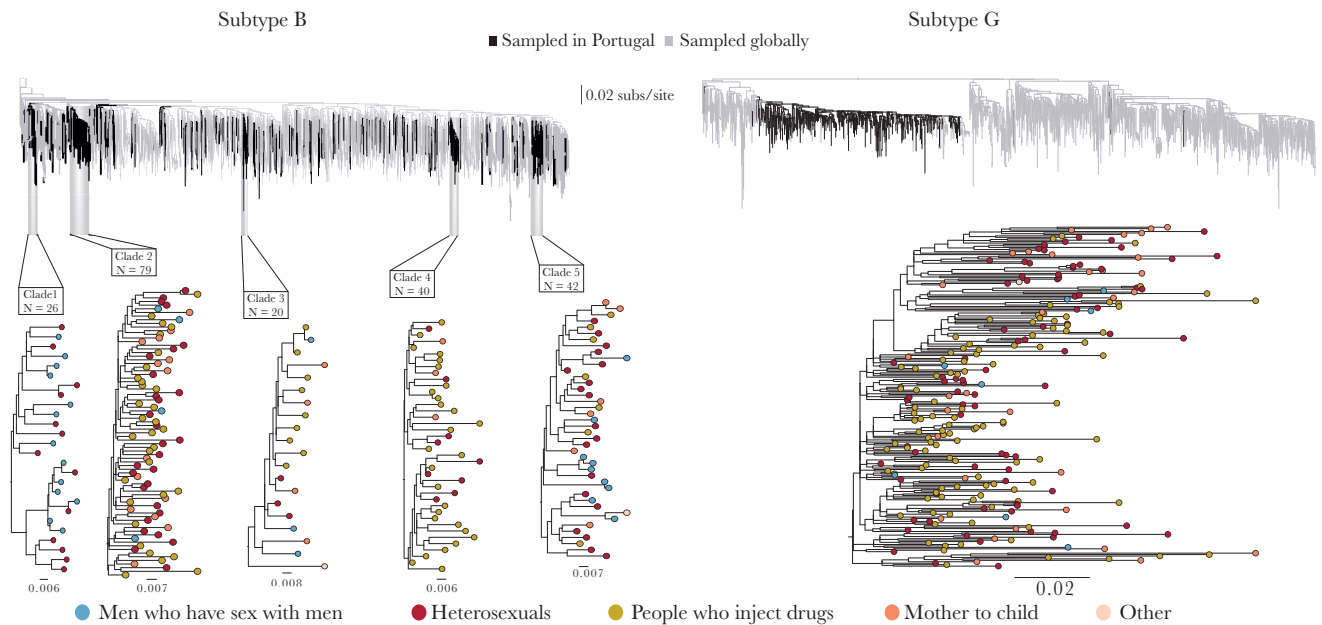 Subtype B
Subtype G
Sampled in Portugal
Sampled globally
0.02 subs/site
Clade 2
N = 79
Clade1
N = 26
Clade 3
N = 20
Clade 4
N = 40
Clade 5
N = 42
0.006
0.007
0.008
0.006
0.007
0.02
Men who have sex with men
Heterosexuals
People who inject drugs
Mother to child
Other